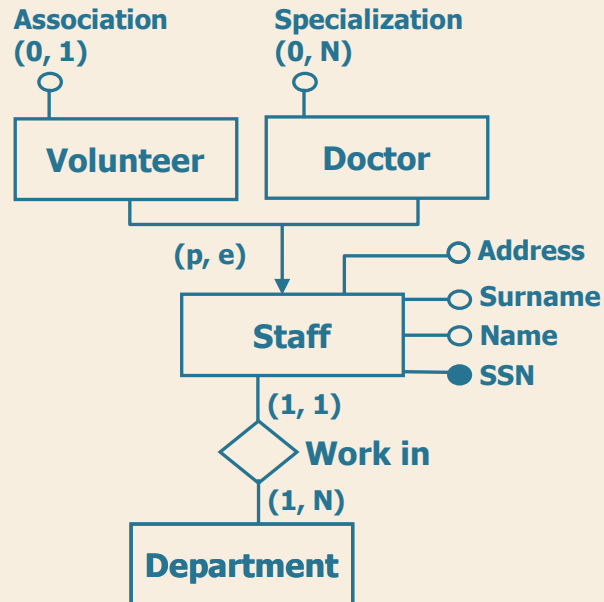 Association
(0, 1)
Specialization
(0, N)
Volunteer
Doctor
(p, e)
Address
Surname
Name
SSN
Staff
(1, 1)
Work in
(1, N)
Department